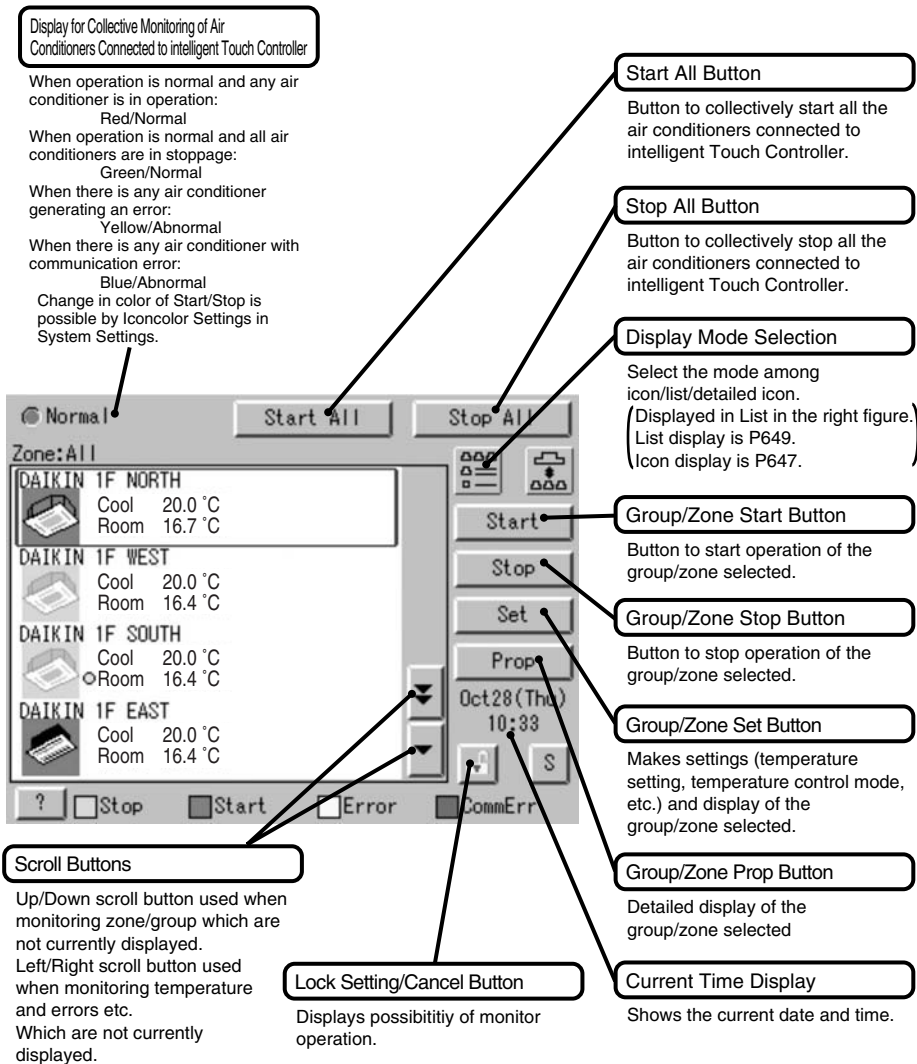 Display for Collective Monitoring of Air
Conditioners Connected to intelligent Touch Controller
When operation is normal and any air
conditioner is in operation:
Red/Normal
When operation is normal and all air
conditioners are in stoppage:
Green/Normal
When there is any air conditioner
generating an error:
Yellow/Abnormal
When there is any air conditioner with
communication error:
Blue/Abnormal
Change in color of Start/Stop is
possible by Iconcolor Settings in
System Settings.
Start All Button
Button to collectively start all the
air conditioners connected to
intelligent Touch Controller.
Stop All Button
Button to collectively stop all the
air conditioners connected to
intelligent Touch Controller.
Display Mode Selection
Select the mode among
icon/list/detailed icon.
(Displayed in List in the right figure.
List display is P649.
Icon display is P647.)
Group/Zone Start Button
Button to start operation of the
group/zone selected.
Group/Zone Stop Button
Button to stop operation of the
group/zone selected.
Group/Zone Set Button
Makes settings (temperature
setting, temperature control mode,
etc.) and display of the
group/zone selected.
Group/Zone Prop Button
Detailed display of the
group/zone selected
Current Time Display
Shows the current date and time.
Normal
Start All
Stop All
Zone:All
DAIKIN 1F NORTH
Cool 20.0 °C
Room 16.7 °C
DAIKIN 1F WEST
Cool 20.0 °C
Room 16.4 °C
DAIKIN 1F SOUTH
Cool 20.0 °C
Room 16.4 °C
DAIKIN 1F EAST
Cool 20.0 °C
Room 16.4 °C
Start
Stop
Set
Prop
Oct28(Thu)
10:33
S
? Stop Start Error CommErr
Scroll Buttons
Up/Down scroll button used when
monitoring zone/group which are
not currently displayed.
Left/Right scroll button used
when monitoring temperature
and errors etc.
Which are not currently
displayed.
Lock Setting/Cancel Button
Displays possibititiy of monitor
operation.